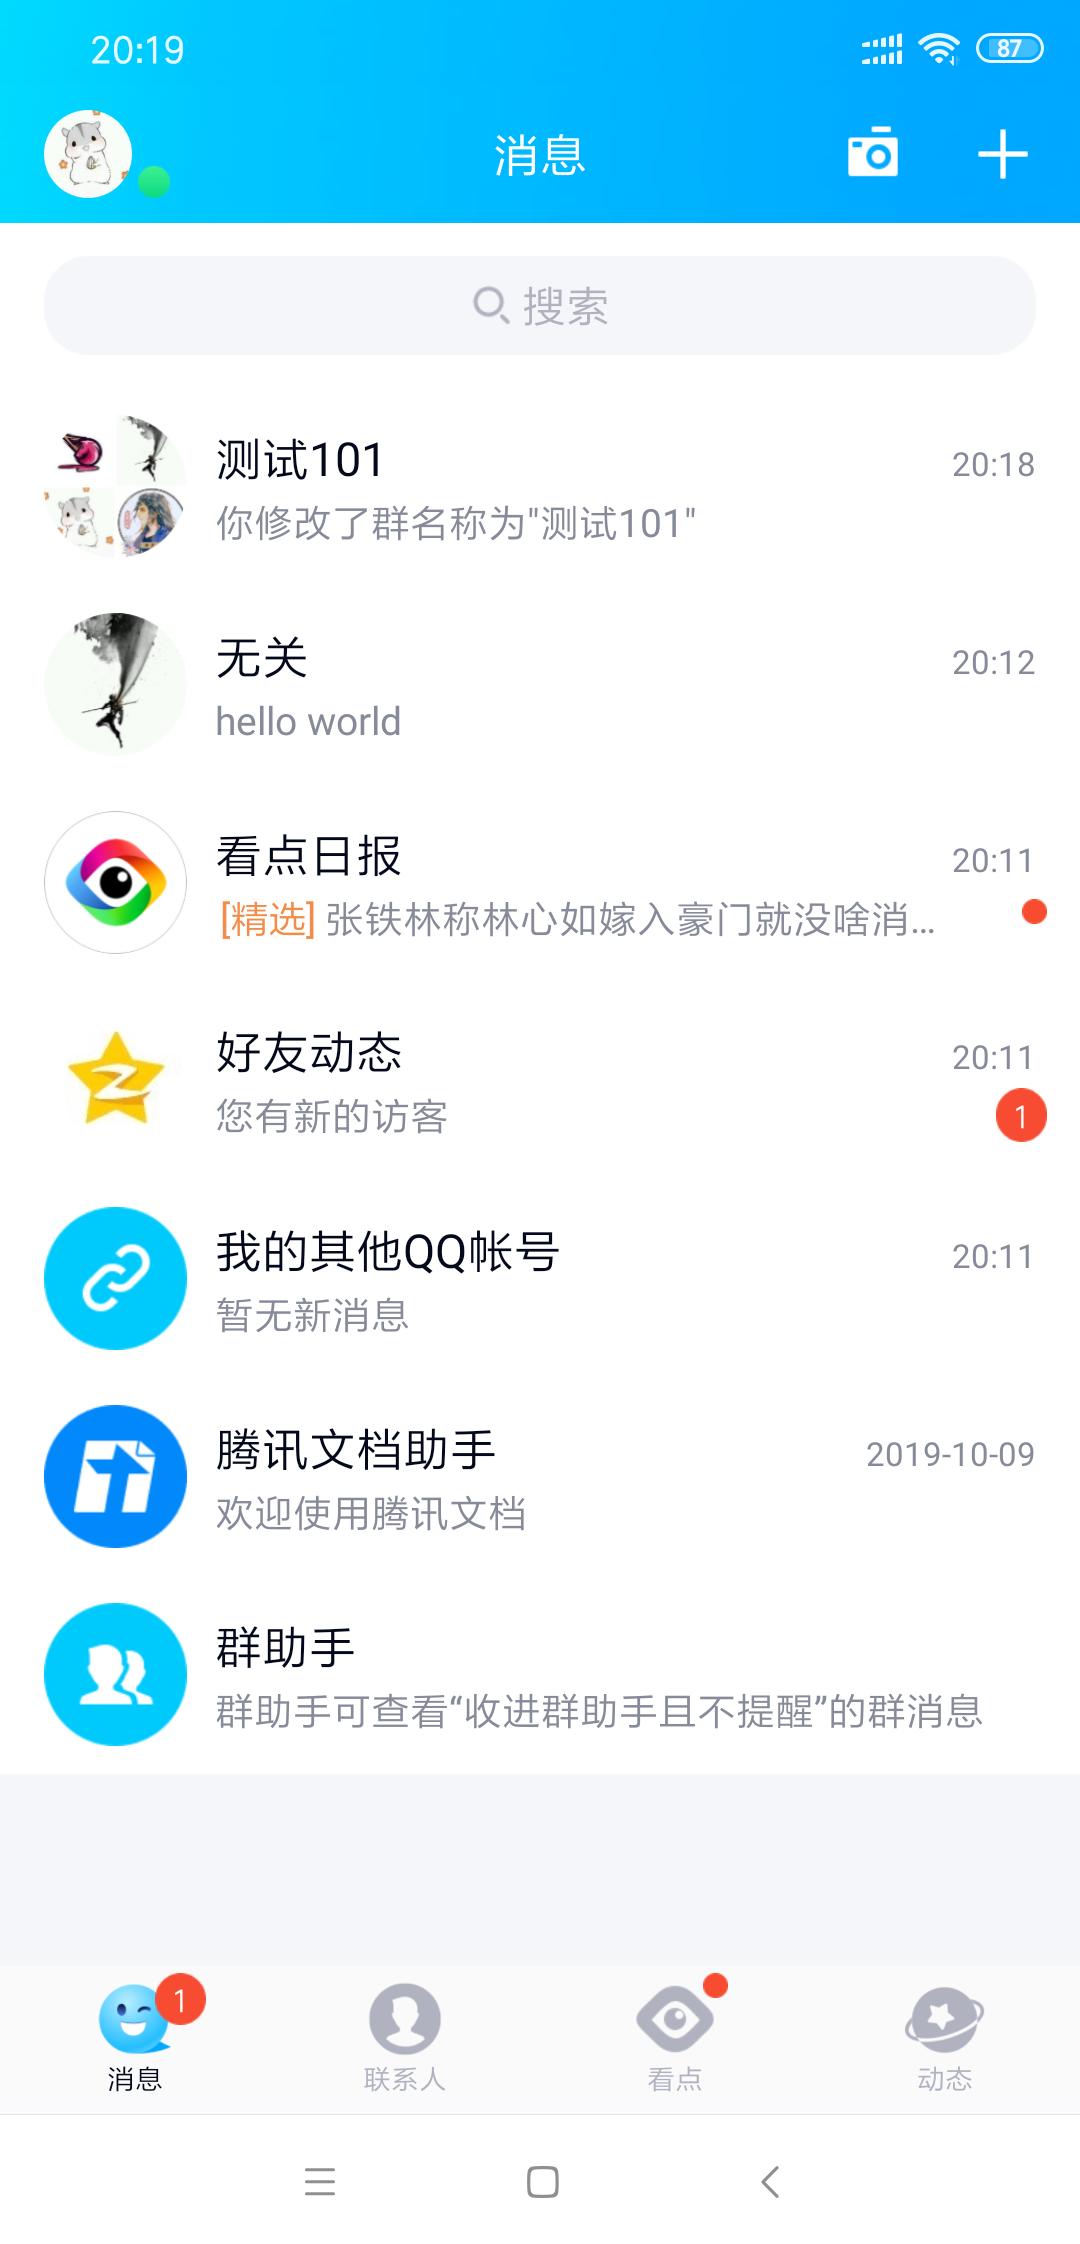 20:19
87
消息
搜索
测试101
20:18
你修改了群名称为"测试101"
无关
20:12
hello world
看点日报
20:11
[精选] 张铁林称林心如嫁入豪门就没啥消...
好友动态
20:11
您有新的访客
1
我的其他QQ帐号
20:11
暂无新消息
腾讯文档助手
2019-10-09
欢迎使用腾讯文档
群助手
群助手可查看“收进群助手且不提醒”的群消息
1
消息
联系人
看点
动态